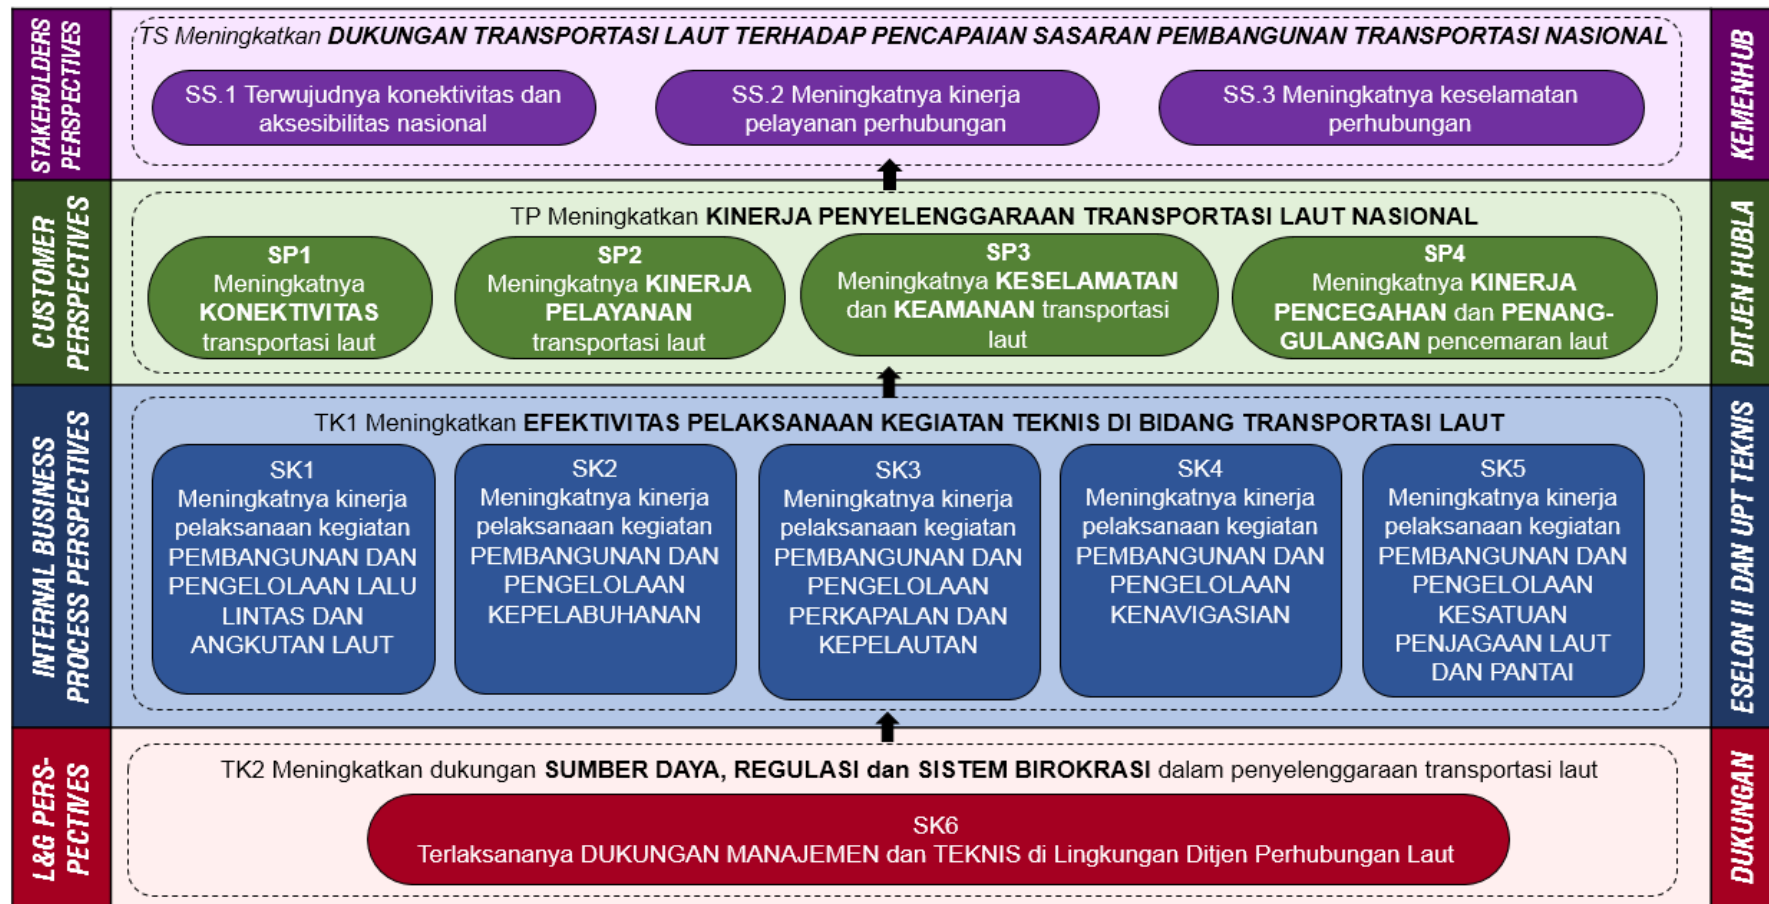 STAKEHOLDERS
PERSPECTIVES
TS Meningkatkan DUKUNGAN TRANSPORTASI LAUT TERHADAP PENCAPAIAN SASARAN PEMBANGUNAN TRANSPORTASI NASIONAL
SS.1 Terwujudnya konektivitas dan
aksesibilitas nasional
SS.2 Meningkatnya kinerja
pelayanan perhubungan
SS.3 Meningkatnya keselamatan
perhubungan
KEMENHUB
CUSTOMER
PERSPECTIVES
TP Meningkatkan KINERJA PENYELENGGARAAN TRANSPORTASI LAUT NASIONAL
SP1
Meningkatnya
KONEKTIVITAS
transportasi laut
SP2
Meningkatnya KINERJA
PELAYANAN
transportasi laut
SP3
Meningkatnya KESELAMATAN
dan KEAMANAN transportasi
laut
SP4
Meningkatnya KINERJA
PENCEGAHAN dan PENANG-
GULANGAN pencemaran laut
DITJEN HUBLA
INTERNAL BUSINESS
PROCESS PERSPECTIVES
TK1 Meningkatkan EFEKTIVITAS PELAKSANAAN KEGIATAN TEKNIS DI BIDANG TRANSPORTASI LAUT
SK1
Meningkatnya kinerja
pelaksanaan kegiatan
PEMBANGUNAN DAN
PENGELOLAAN LALU
LINTAS DAN
ANGKUTAN LAUT
SK2
Meningkatnya kinerja
pelaksanaan kegiatan
PEMBANGUNAN DAN
PENGELOLAAN
KEPELABUHANAN
SK3
Meningkatnya kinerja
pelaksanaan kegiatan
PEMBANGUNAN DAN
PENGELOLAAN
PERKAPALAN DAN
KEPELAUTAN
SK4
Meningkatnya kinerja
pelaksanaan kegiatan
PEMBANGUNAN DAN
PENGELOLAAN
KENAVIGASIAN
SK5
Meningkatnya kinerja
pelaksanaan kegiatan
PEMBANGUNAN DAN
PENGELOLAAN
KESATUAN
PENJAGAAN LAUT
DAN PANTAI
ESELON II DAN UPT TEKNIS
L&G PERS-
PECTIVES
TK2 Meningkatkan dukungan SUMBER DAYA, REGULASI dan SISTEM BIROKRASI dalam penyelenggaraan transportasi laut
SK6
Terlaksananya DUKUNGAN MANAJEMEN dan TEKNIS di Lingkungan Ditjen Perhubungan Laut
DUKUNGAN